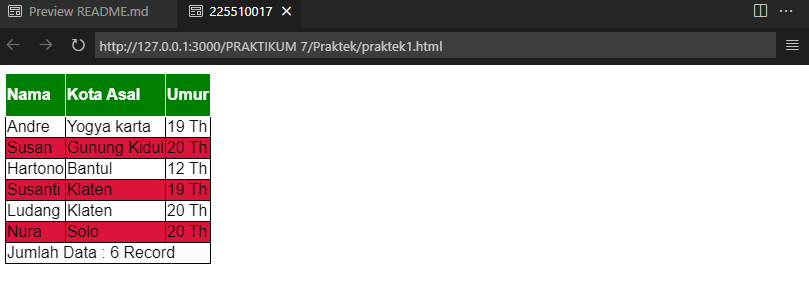 Preview README.md 225510017
http://127.0.0.1:3000/PRAKTIKUM 7/Praktek/praktek1.html
Nama Kota Asal Umur
Andre Yogya karta 19 Th
Susan Gunung Kidul 20 Th
Hartono Bantul 12 Th
Susanti Klaten 19 Th
Ludang Klaten 20 Th
Nura Solo 20 Th
Jumlah Data : 6 Record